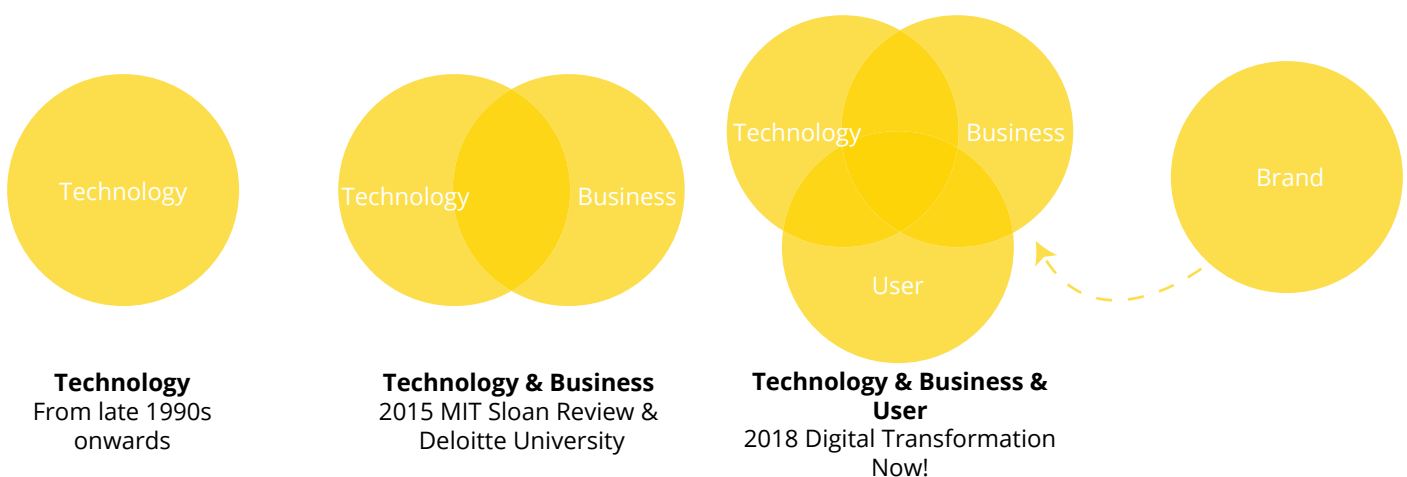 Technology
Technology
Business
Technology
Business
User
Brand
Technology
From late 1990s
onwards
Technology & Business
2015 MIT Sloan Review &
Deloitte University
Technology & Business &
User
2018 Digital Transformation
Now!